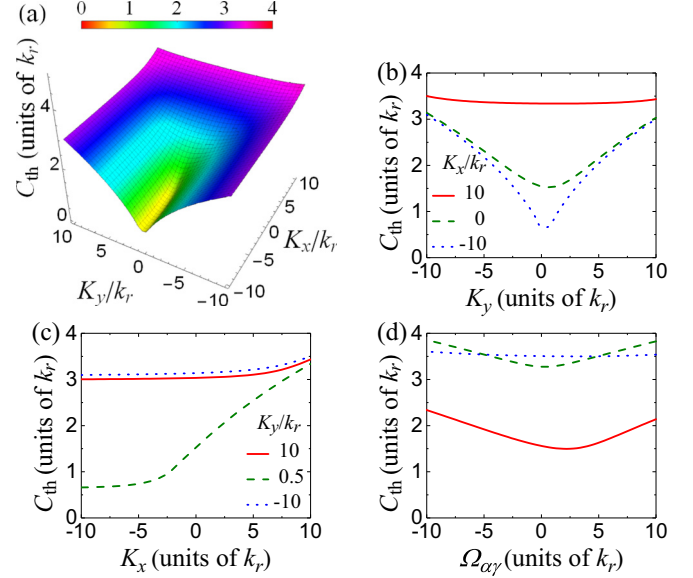 (a)
0 1 2 3 4
C_th (units of k_r)
4
2
0
10
5
0
-5
-10
K_y/k_r
10
5
0
-5
-10
K_x/k_r
(b)
C_th (units of k_r)
4
3
2
1
0
K_x/k_r
10
0
-10
-10 -5 0 5 10
K_y (units of k_r)
(c)
C_th (units of k_r)
4
3
2
1
0
K_y/k_r
10
0.5
-10
-10 -5 0 5 10
K_x (units of k_r)
(d)
C_th (units of k_r)
4
3
2
1
0
-10 -5 0 5 10
Ω_αγ (units of k_r)